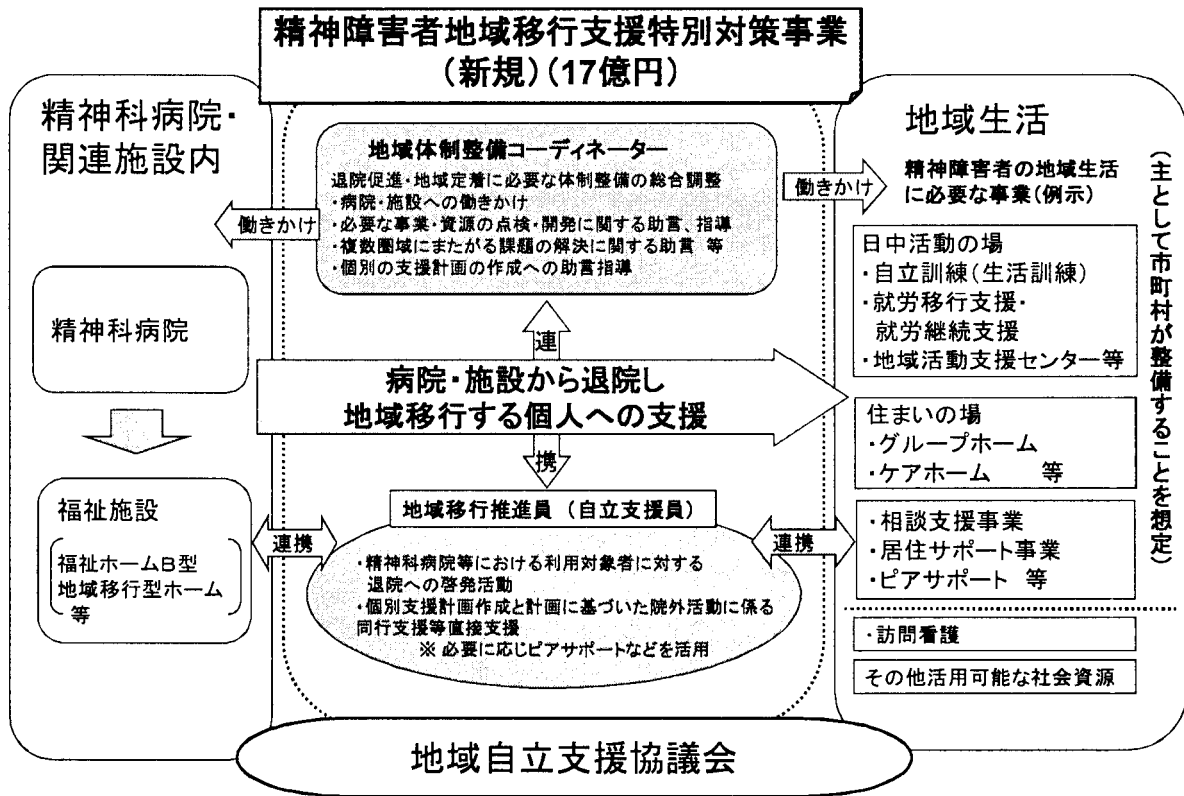 精神障害者地域移行支援特別対策事業
(新規)(17億円)
精神科病院・
関連施設内
地域体制整備コーディネーター
退院促進・地域定着に必要な体制整備の総合調整
・病院・施設への働きかけ
・必要な事業・資源の点検・開発に関する助言、指導
・複数圏域にまたがる課題の解決に関する助言 等
・個別の支援計画の作成への助言指導
働きかけ
働きかけ
精神科病院
福祉施設
福祉ホームB型
地域移行型ホーム
等
連
病院・施設から退院し
地域移行する個人への支援
携
地域移行推進員 (自立支援員)
・精神科病院等における利用対象者に対する
退院への啓発活動
・個別支援計画作成と計画に基づいた院外活動に係る
同行支援等直接支援
※ 必要に応じピアサポートなどを活用
連携
連携
地域生活
精神障害者の地域生活
に必要な事業(例示)
日中活動の場
・自立訓練(生活訓練)
・就労移行支援・
就労継続支援
・地域活動支援センター等
住まいの場
・グループホーム
・ケアホーム 等
・相談支援事業
・居住サポート事業
・ピアサポート 等
・訪問看護
その他活用可能な社会資源
(主として市町村が整備することを想定)
地域自立支援協議会